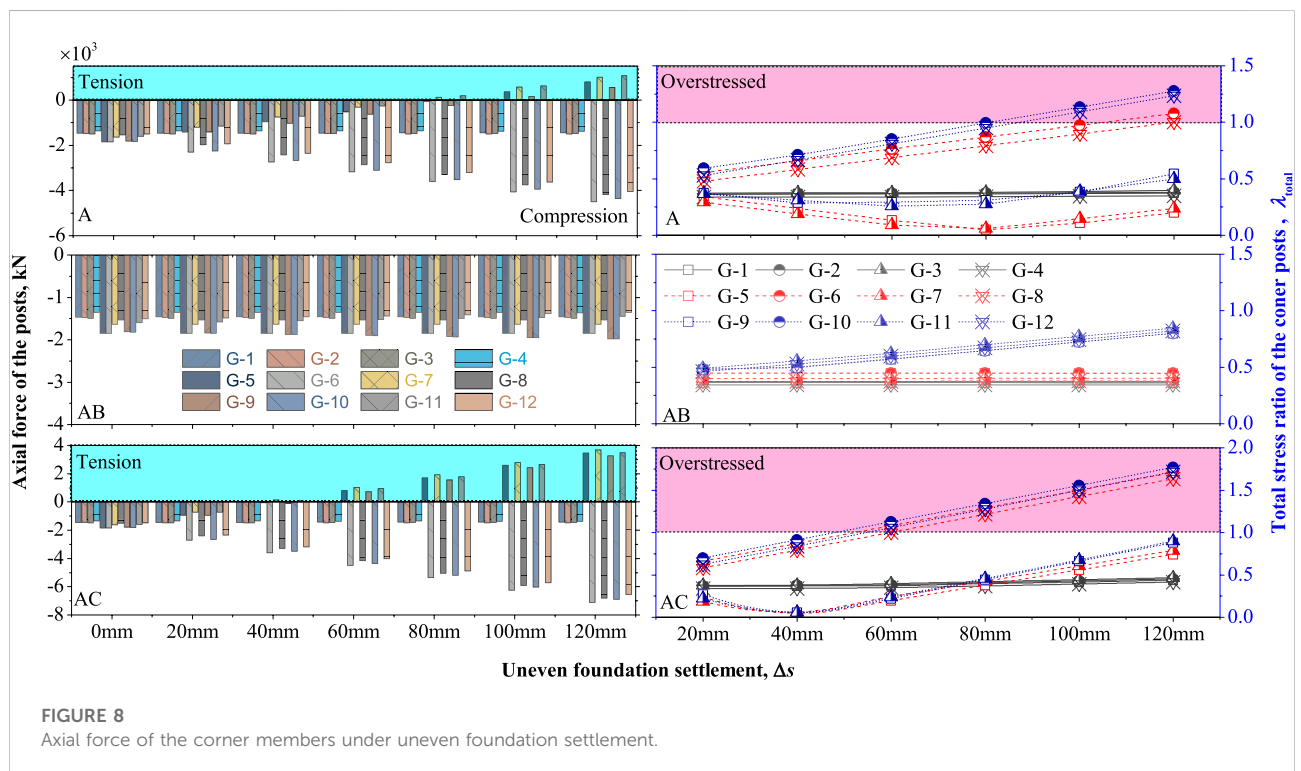 ×10³
Tension
0
-2
-4
-6
A
Compression
Overstressed
1.5
1.0
0.5
0.0
A
0
-1
-2
-3
-4
AB
G-1 G-2 G-3 G-4
G-5 G-6 G-7 G-8
G-9 G-10 G-11 G-12
G-1 G-2 G-3 G-4
G-5 G-6 G-7 G-8
G-9 G-10 G-11 G-12
1.5
1.0
0.5
0.0
AB
4
2
0
-2
-4
-6
-8
Tension
AC
0mm 20mm 40mm 60mm 80mm 100mm 120mm
Overstressed
2.0
1.5
1.0
0.5
0.0
AC
20mm 40mm 60mm 80mm 100mm 120mm
Axial force of the posts, kN
Total stress ratio of the coner posts , λtotal
Uneven foundation settlement, Δs
FIGURE 8
Axial force of the corner members under uneven foundation settlement.